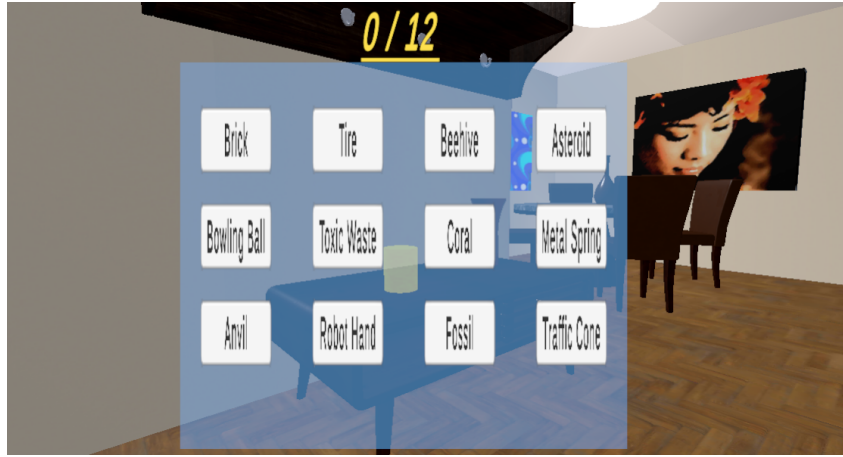 0 / 12
Brick Tire Beehive Asteroid
Bowling Ball Toxic Waste Coral Metal Spring
Anvil Robot Hand Fossil Traffic Cone